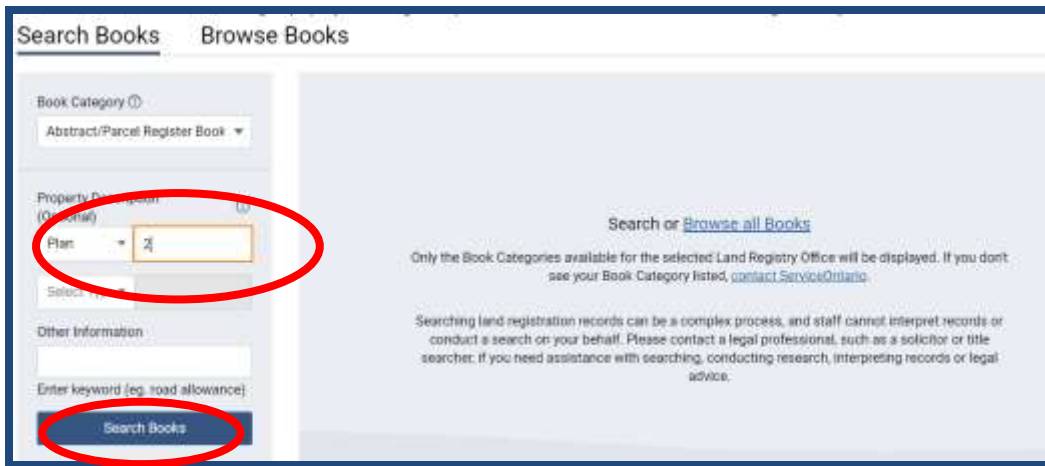 Search Books Browse Books
Book Category
Abstract/Parcel Register Book
Property
(Optional)
Plan 2
Select
Other Information
Enter keyword (eg. road allowance)
Search Books
Search or Browse all Books
Only the Book Categories available for the selected Land Registry Office will be displayed. If you don't
see your Book Category listed, contact ServiceOntario.
Searching land registration records can be a complex process, and staff cannot interpret records or
conduct a search on your behalf. Please contact a legal professional, such as a solicitor or title
searcher, if you need assistance with searching, conducting research, interpreting records or legal
advice.